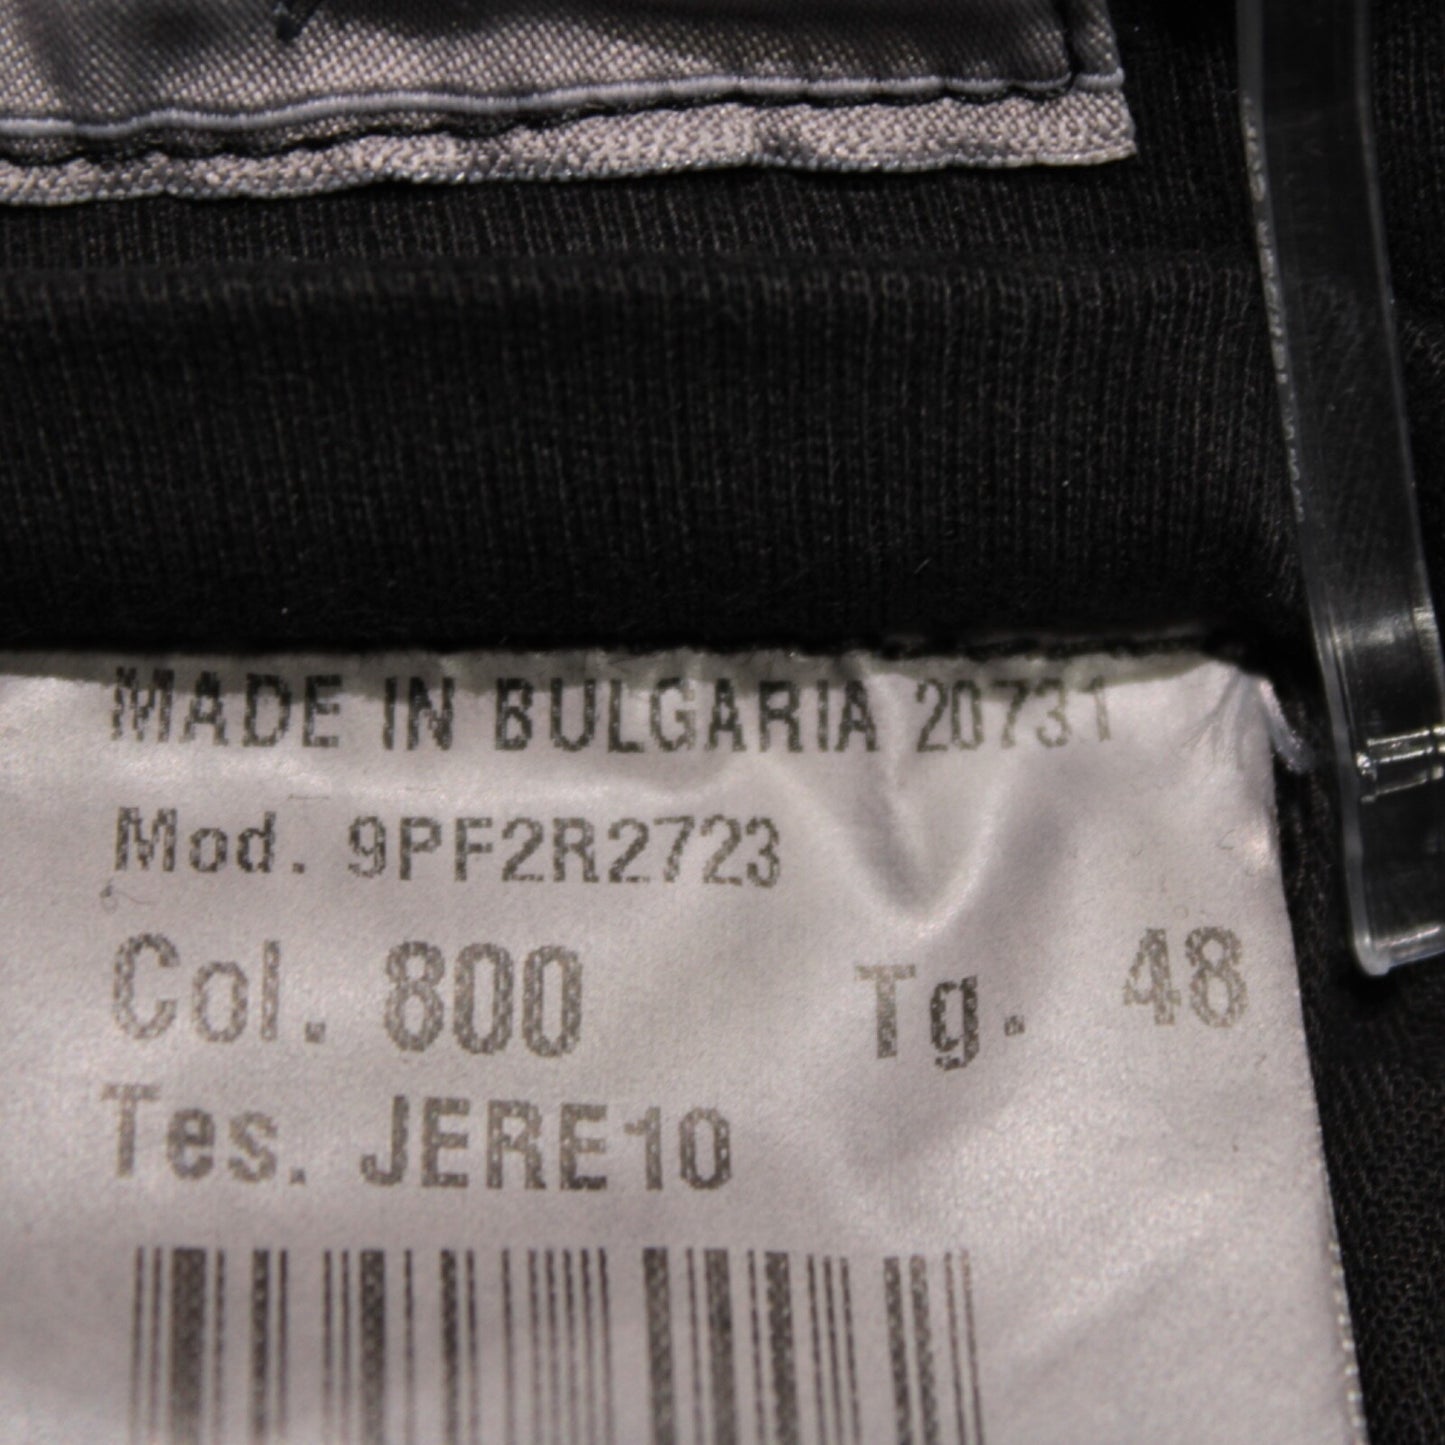 MADE IN BULGARIA 20731
Mod. 9PF2R2723
Col. 800 Tg. 48
Tes. JERE10